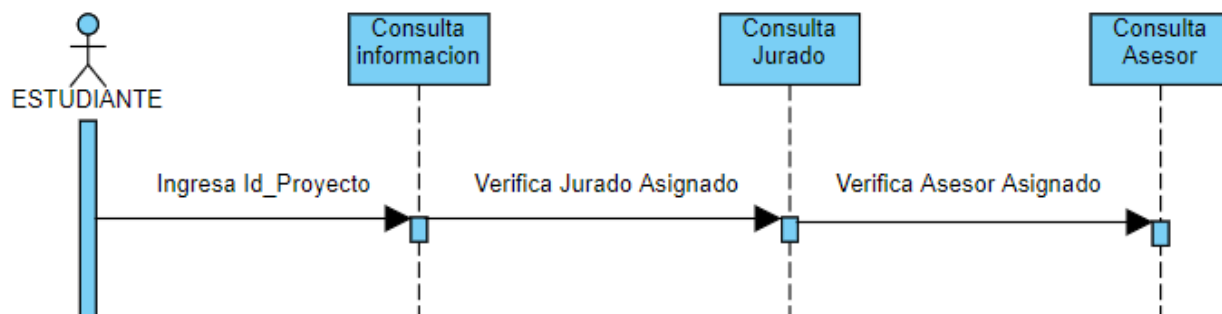 ESTUDIANTE
Consulta
informacion
Consulta
Jurado
Consulta
Asesor
Ingresa Id_Proyecto
Verifica Jurado Asignado
Verifica Asesor Asignado